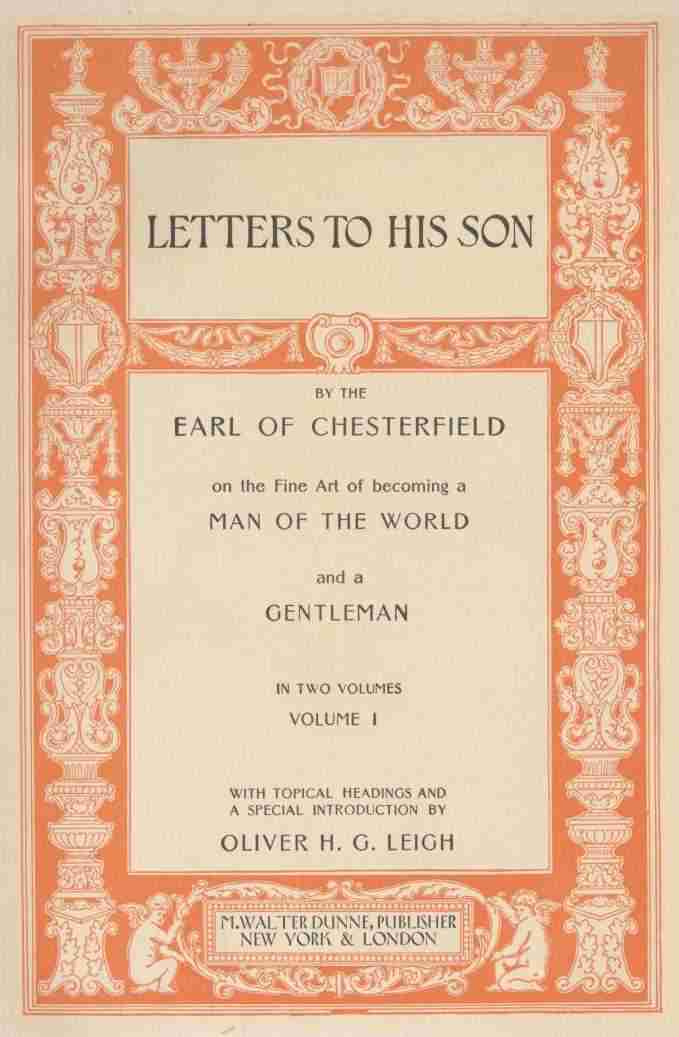 LETTERS TO HIS SON
BY THE
EARL OF CHESTERFIELD
on the Fine Art of becoming a
MAN OF THE WORLD
and a
GENTLEMAN
IN TWO VOLUMES
VOLUME I
WITH TOPICAL HEADINGS AND
A SPECIAL INTRODUCTION BY
OLIVER H. G. LEIGH
M. WALTER DUNNE, PUBLISHER
NEW YORK & LONDON